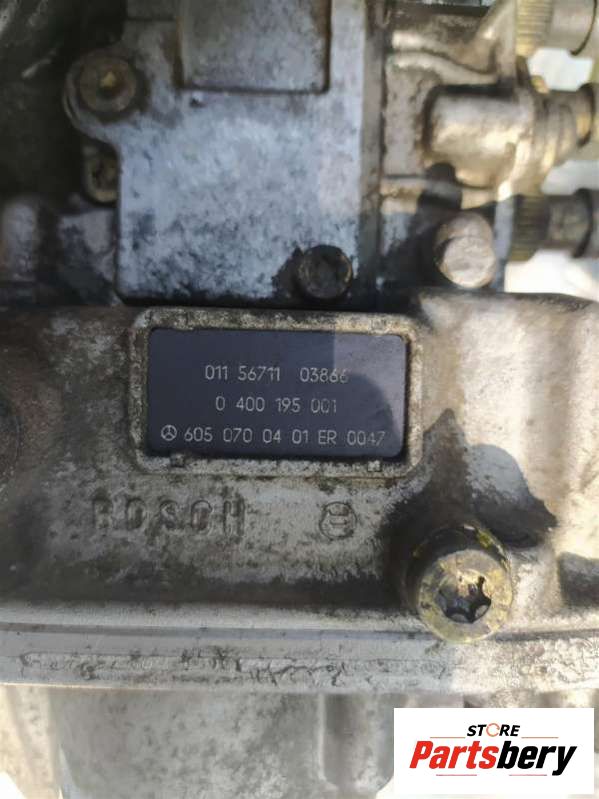 011 56711 03866
0 400 195 001
605 070 04 01 ER 0047
BOSCH
STORE
Partsbery